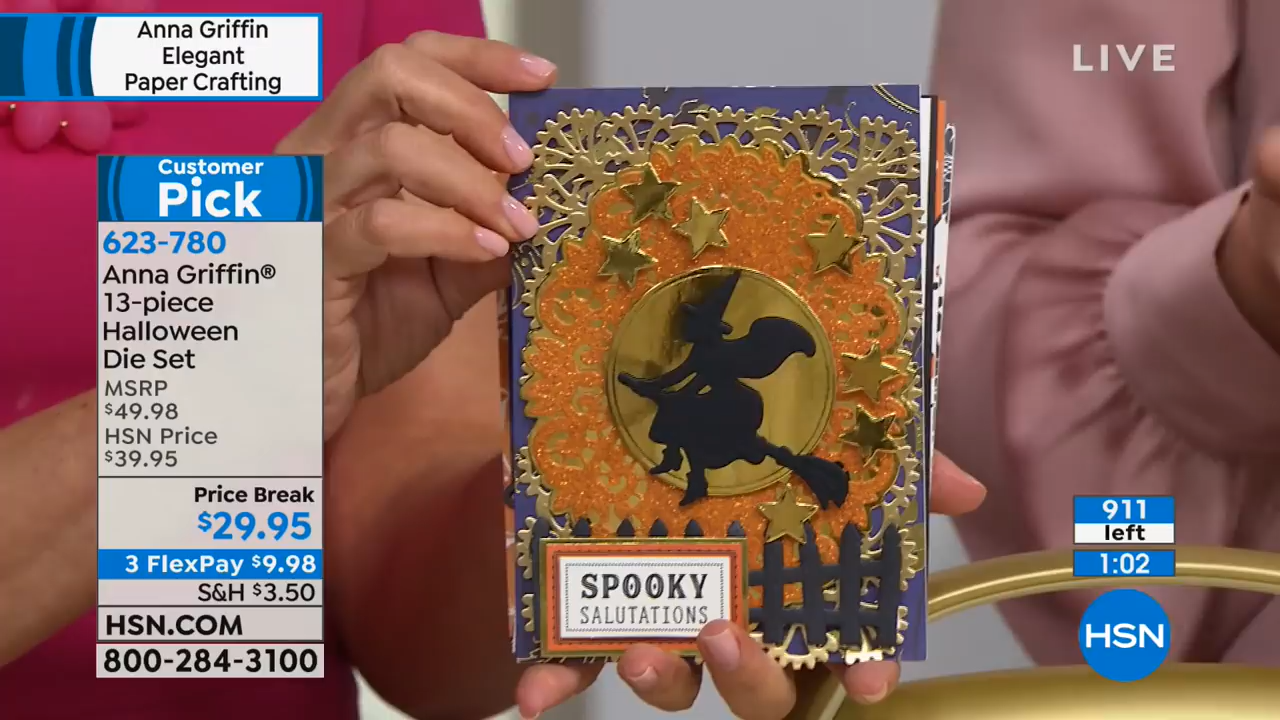 Anna Griffin
Elegant
Paper Crafting
LIVE
Customer
Pick
623-780
Anna Griffin®
13-piece
Halloween
Die Set
MSRP
$49.98
HSN Price
$39.95
Price Break
$29.95
3 FlexPay $9.98
S&H $3.50
HSN.COM
800-284-3100
SPOOKY
SALUTATIONS
911
left
1:02
HSN